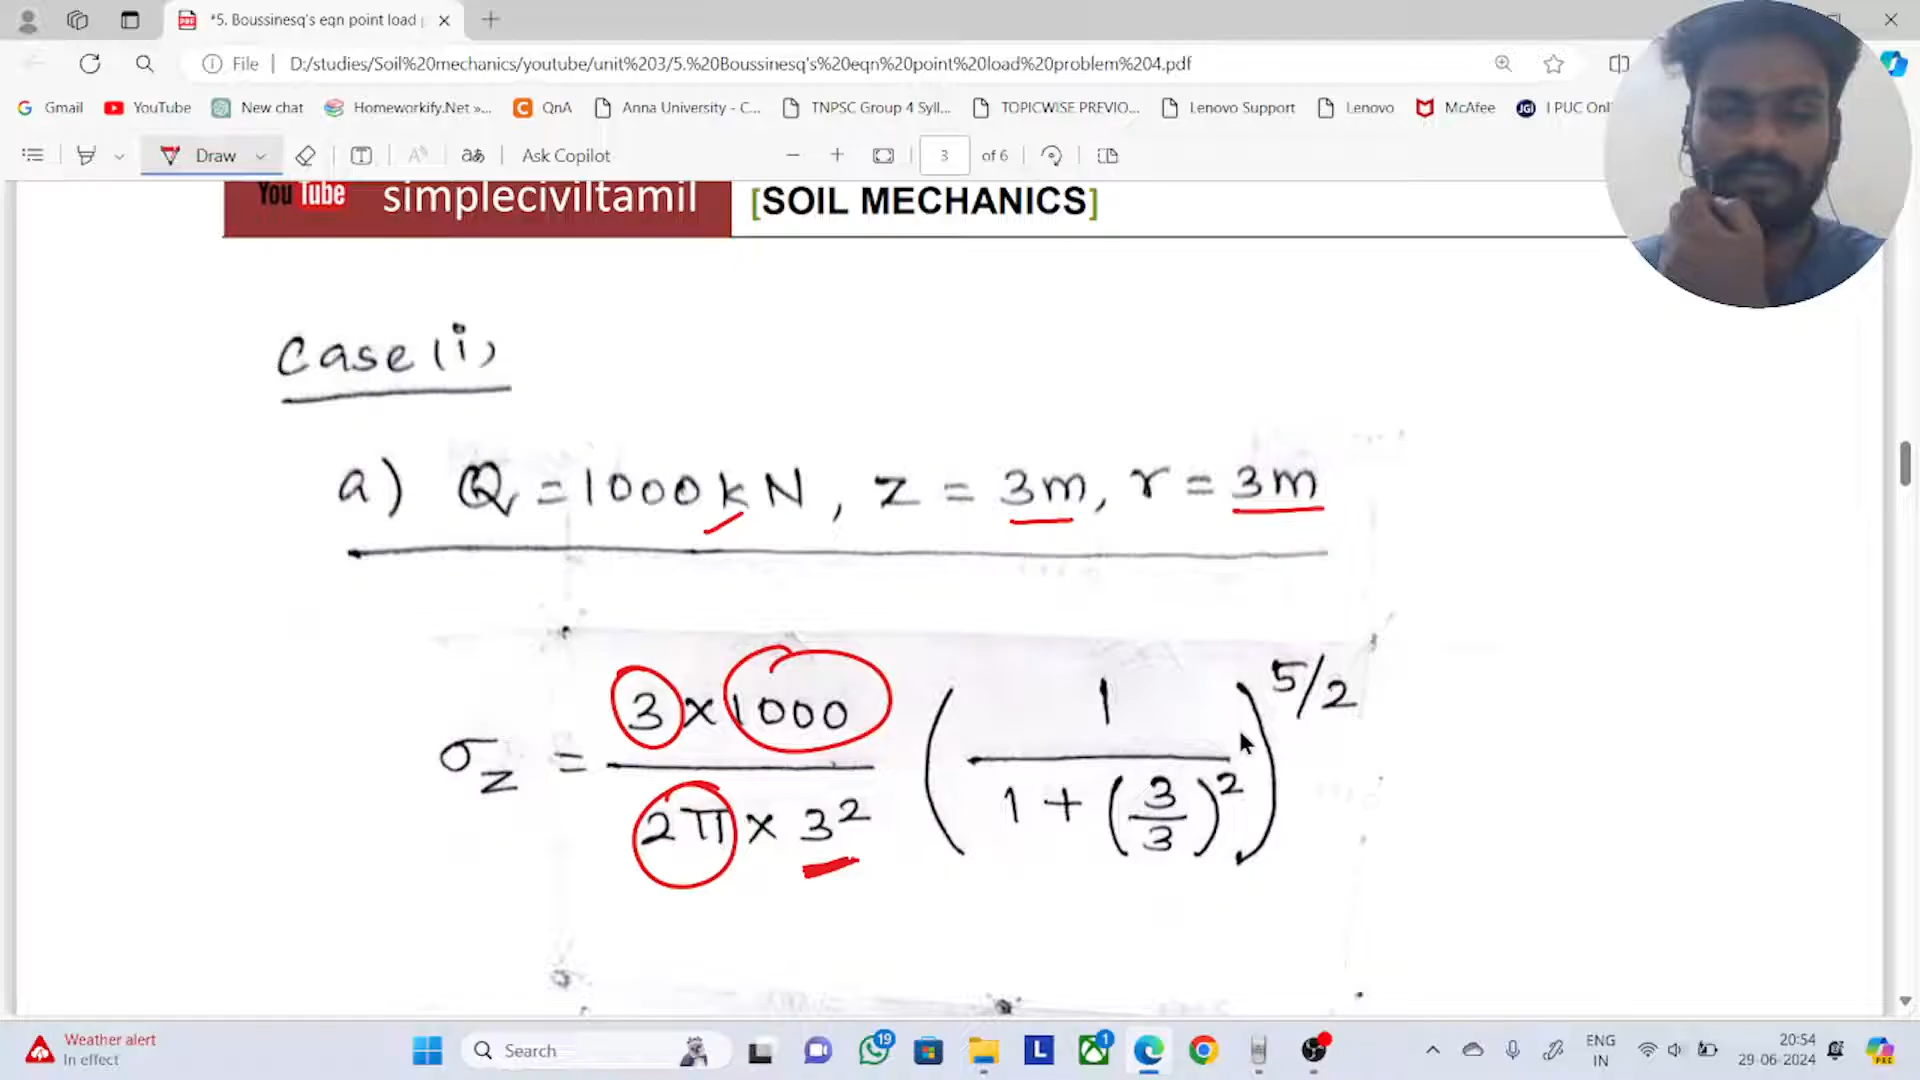 *5. Boussinesq's eqn point load
File D:/studies/Soil%20mechanics/youtube/unit%203/5.%20Boussinesq's%20eqn%20point%20load%20problem%204.pdf
Gmail YouTube New chat Homeworkify.Net »... QnA Anna University - C... TNPSC Group 4 Syll... TOPICWISE PREVIO... Lenovo Support Lenovo McAfee I PUC Onl
Draw Ask Copilot 3 of 6
You Tube simpleciviltamil [SOIL MECHANICS]
Case (i)
a) Q = 1000 kN, z = 3m, r = 3m
σz = 3 × 1000 / 2π × 3² ( 1 / 1 + (3/3)² )^5/2
Weather alert
In effect
Search
19
1
ENG
IN
20:54
29-06-2024